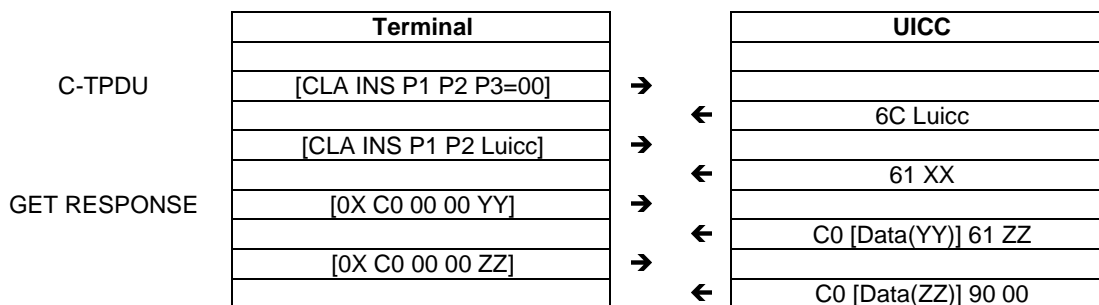 Terminal UICC
C-TPDU [CLA INS P1 P2 P3=00] ➔
🡰 6C Luicc
[CLA INS P1 P2 Luicc] ➔
🡰 61 XX
GET RESPONSE [0X C0 00 00 YY] ➔
🡰 C0 [Data(YY)] 61 ZZ
[0X C0 00 00 ZZ] ➔
🡰 C0 [Data(ZZ)] 90 00